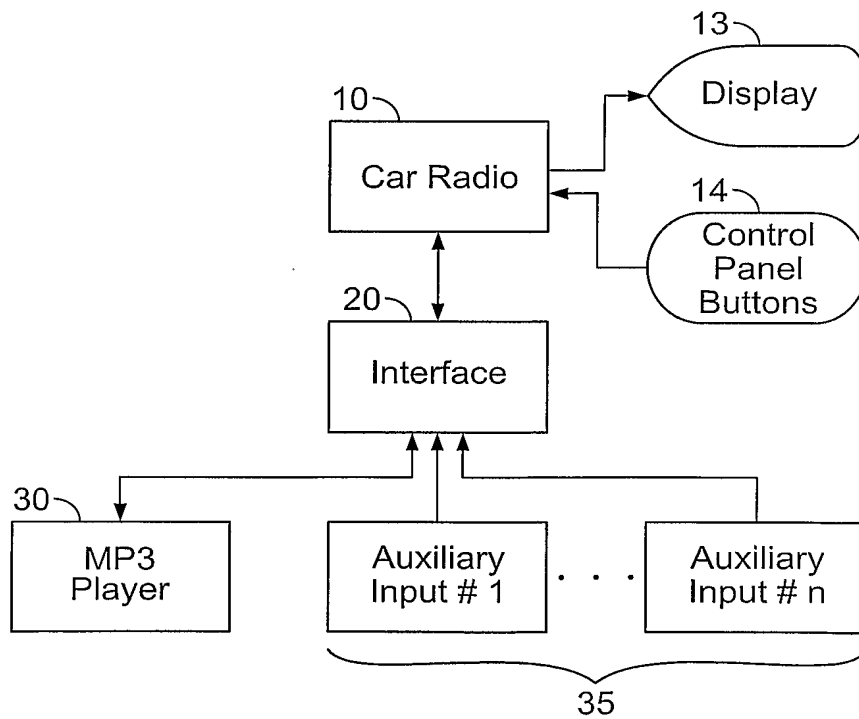 13
Display
10
Car Radio
14
Control
Panel
Buttons
20
Interface
30
MP3
Player
Auxiliary
Input # 1
. . . .
Auxiliary
Input # n
35